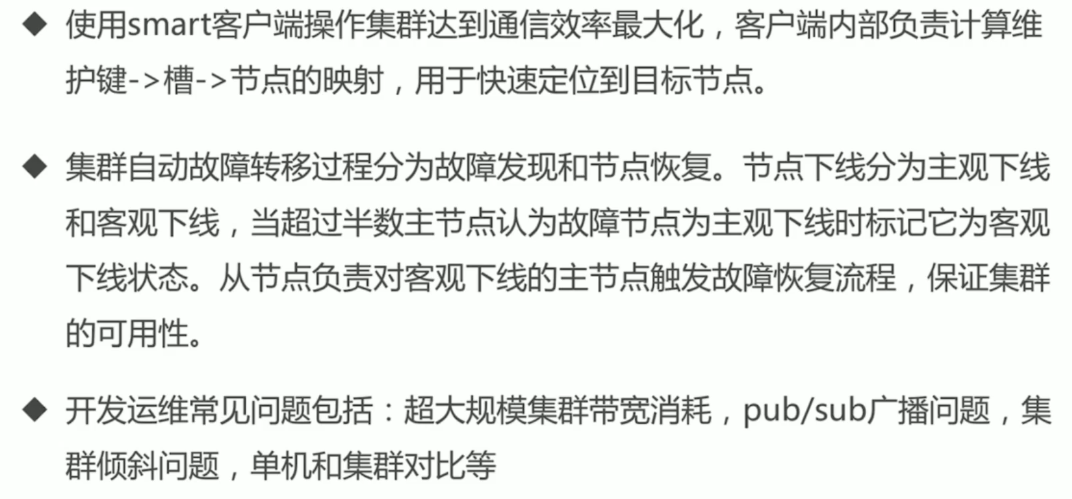 ◆ 使用smart客户端操作集群达到通信效率最大化，客户端内部负责计算维
护键->槽->节点的映射，用于快速定位到目标节点。
◆ 集群自动故障转移过程分为故障发现和节点恢复。节点下线分为主观下线
和客观下线，当超过半数主节点认为故障节点为主观下线时标记它为客观
下线状态。从节点负责对客观下线的主节点触发故障恢复流程，保证集群
的可用性。
◆ 开发运维常见问题包括：超大规模集群带宽消耗，pub/sub广播问题，集
群倾斜问题，单机和集群对比等